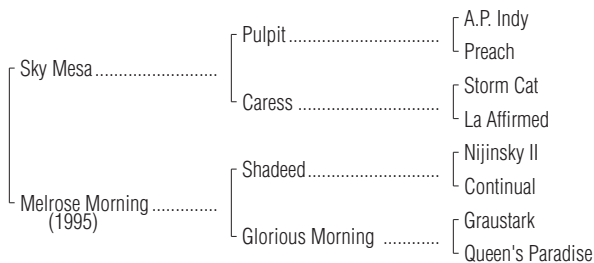 A.P. Indy
Pulpit
Preach
Sky Mesa
Storm Cat
Caress
La Affirmed
Nijinsky II
Shadeed
Continual
Melrose Morning
(1995)
Graustark
Glorious Morning
Queen's Paradise